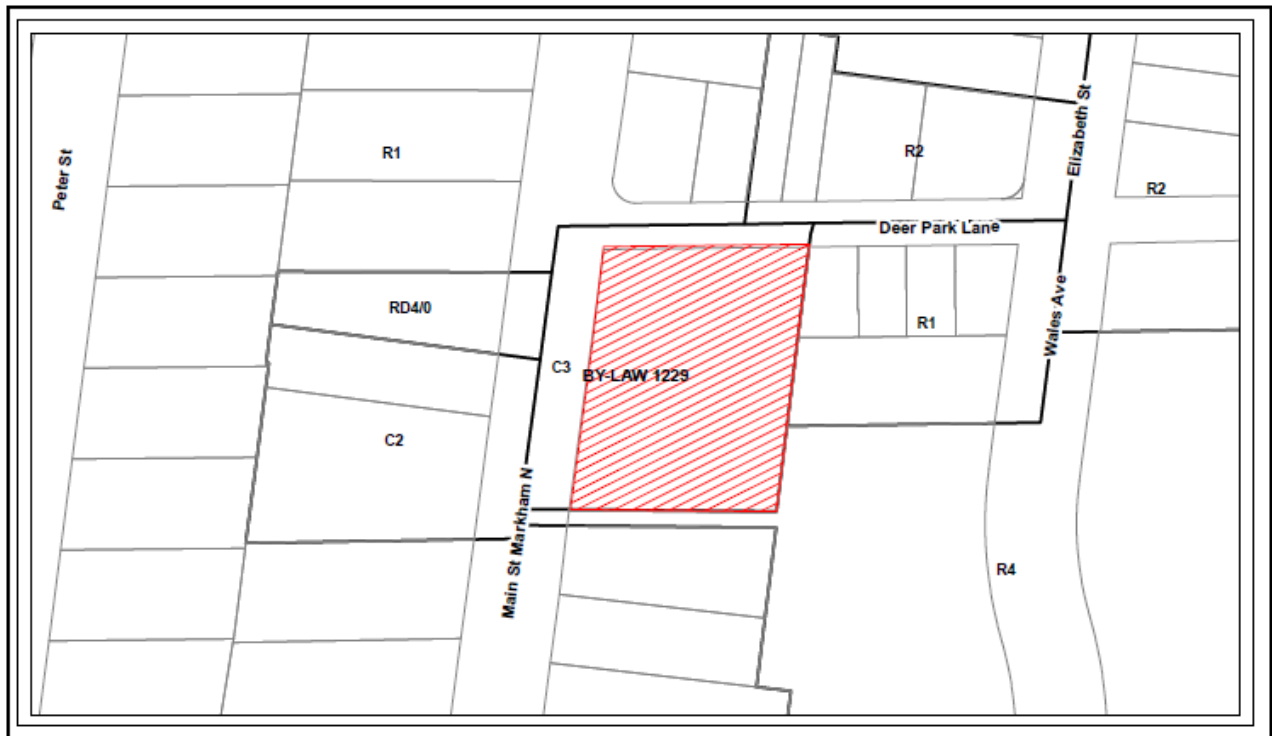 Peter St
R1
R2
Elizabeth St
R2
Deer Park Lane
RD4/0
Wales Ave
R1
C3
BY-LAW 1229
C2
Main St Markham N
R4